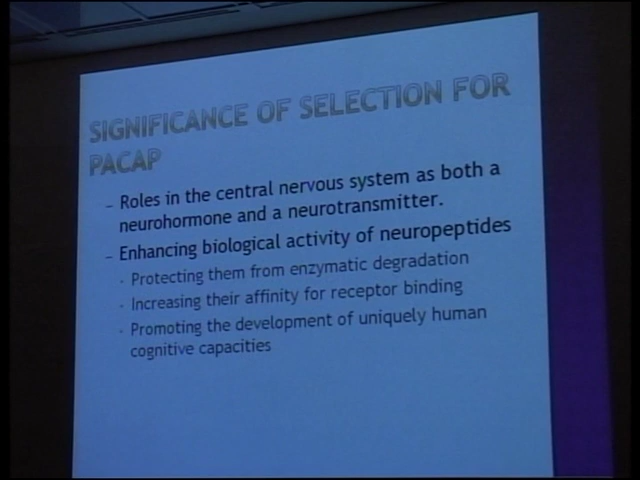 SIGNIFICANCE OF SELECTION FOR
PACAP
– Roles in the central nervous system as both a
neurohormone and a neurotransmitter.
– Enhancing biological activity of neuropeptides
· Protecting them from enzymatic degradation
· Increasing their affinity for receptor binding
· Promoting the development of uniquely human
cognitive capacities